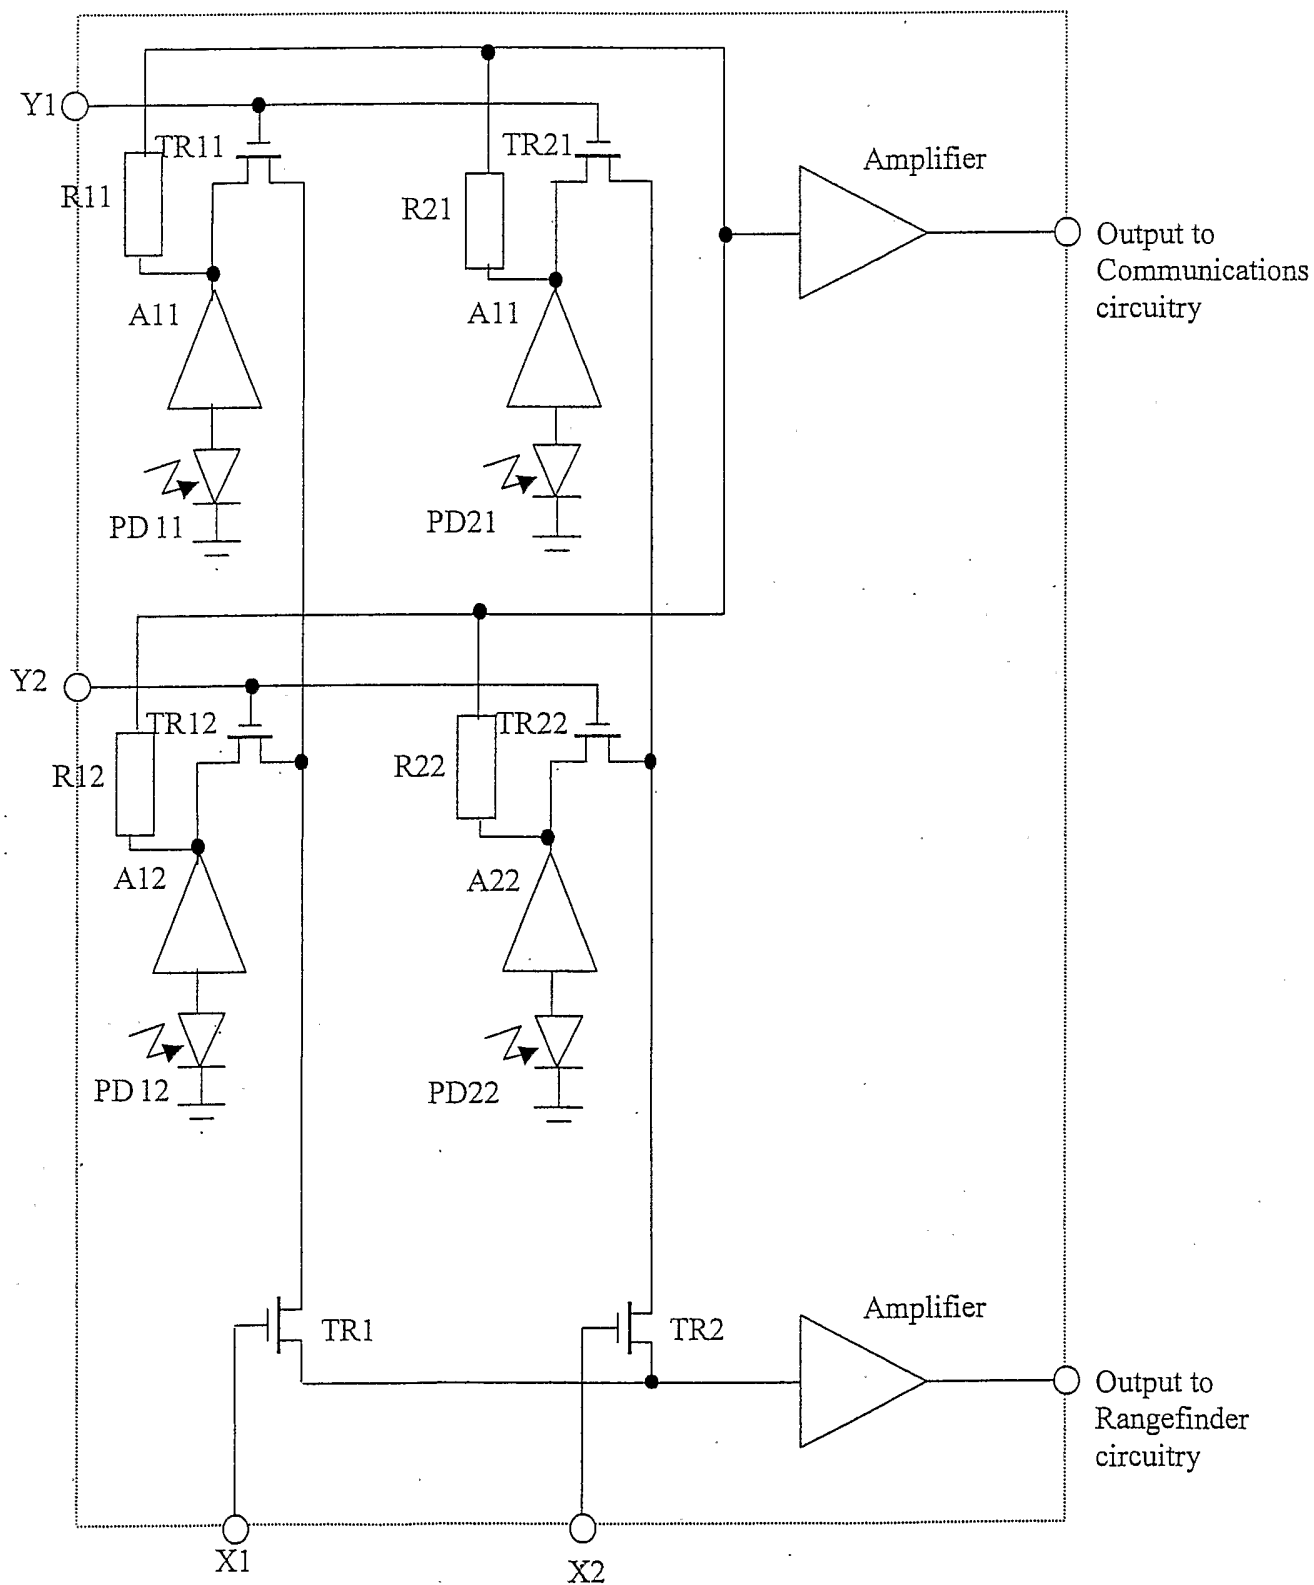 Y1
TR11
TR21
Amplifier
R11
R21
Output to
Communications
circuitry
A11
A11
PD 11
PD21
Y2
TR12
TR22
R12
R22
A12
A22
PD 12
PD22
Amplifier
TR1
TR2
Output to
Rangefinder
circuitry
X1
X2